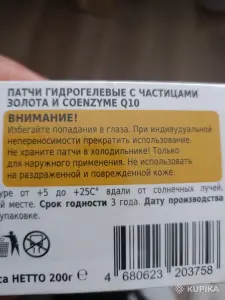 ПАТЧИ ГИДРОГЕЛЕВЫЕ С ЧАСТИЦАМИ
ЗОЛОТА И COENZYME Q10
ВНИМАНИЕ!
Избегайте попадания в глаза. При индивидуальной
непереносимости прекратить использование.
Не храните патчи в холодильнике! Только
для наружного применения. Не использовать
на раздраженной и поврежденной коже.
уре от +5 до +25С° вдали от солнечных лучей,
й месте. Срок годности 3 года. Дату производства
упаковке.
са НЕТТО 200г e
4 680623 203758
KUPIKA